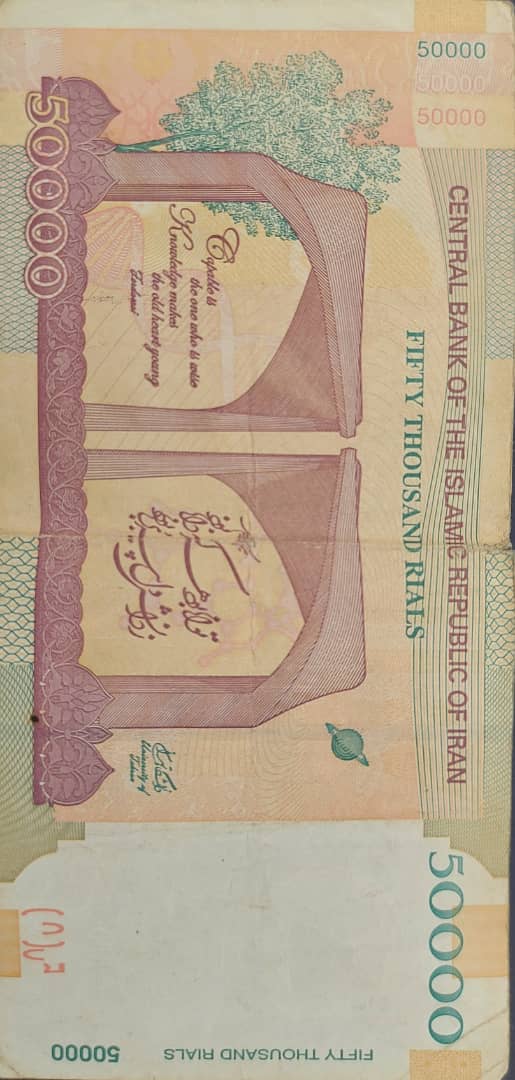 CENTRAL BANK OF THE ISLAMIC REPUBLIC OF IRAN
FIFTY THOUSAND RIALS
50000
50000
50000
50000
Capable is
the one who is wise
Knowledge makes
the old heart young
توانا بود هر که دانا بود
ز دانش دل پیر برنا بود
University of
Tehran
50000
50000
FIFTY THOUSAND RIALS